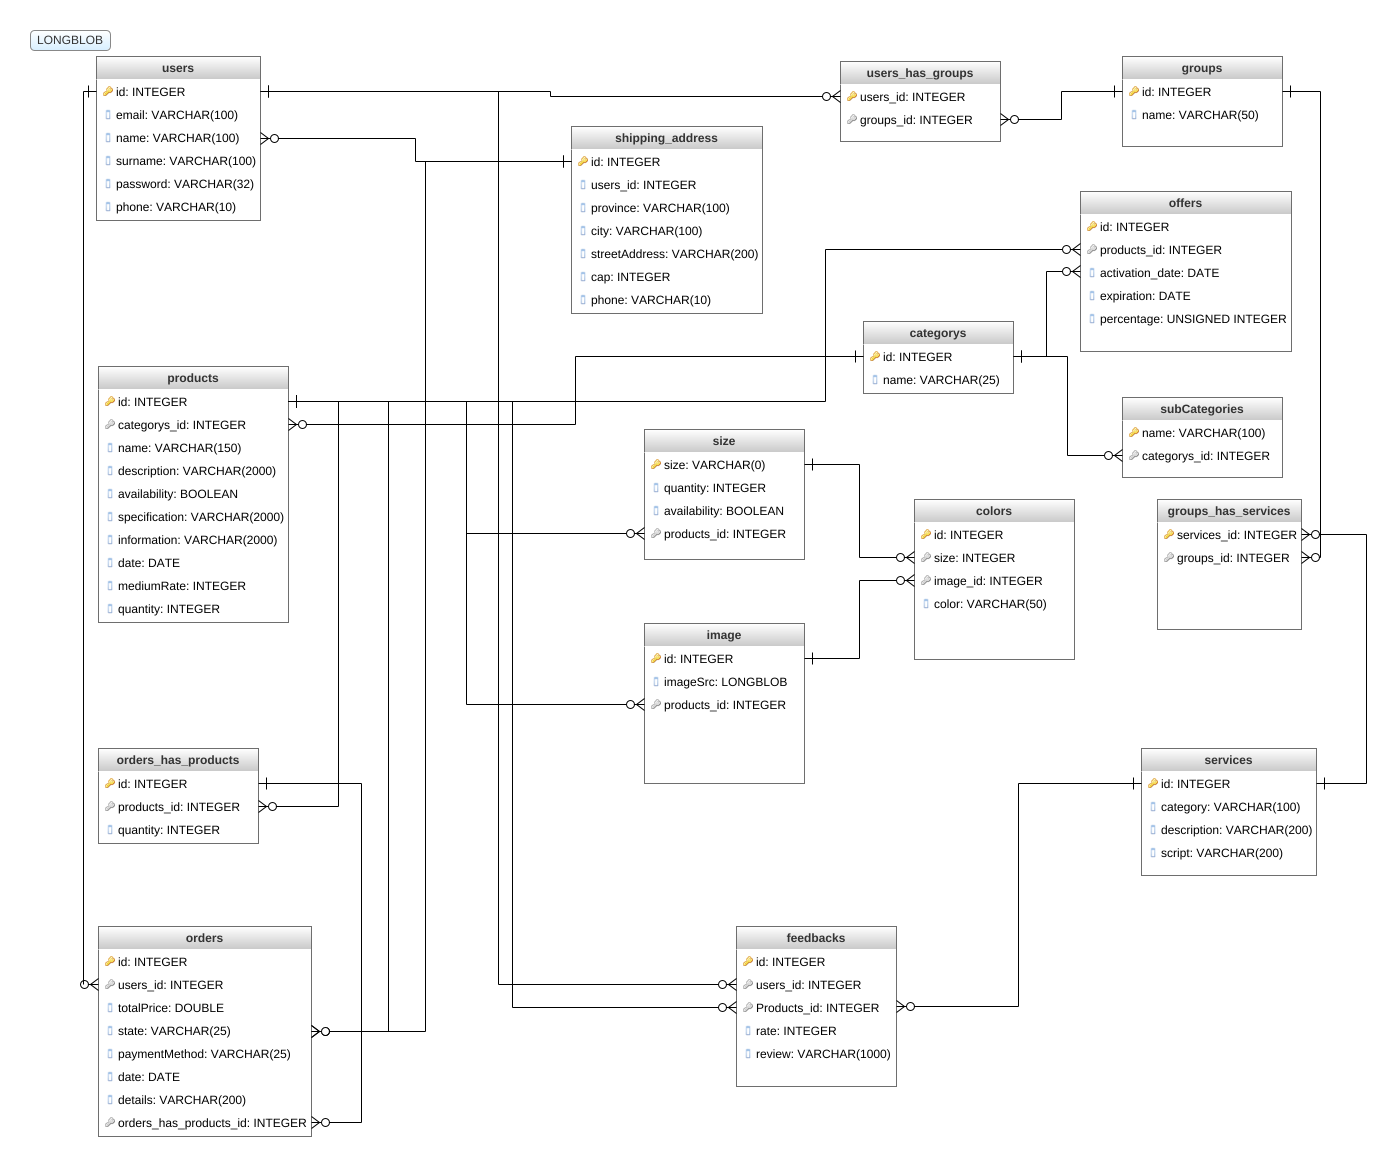 LONGBLOB
users
id: INTEGER
email: VARCHAR(100)
name: VARCHAR(100)
surname: VARCHAR(100)
password: VARCHAR(32)
phone: VARCHAR(10)
shipping_address
id: INTEGER
users_id: INTEGER
province: VARCHAR(100)
city: VARCHAR(100)
streetAddress: VARCHAR(200)
cap: INTEGER
phone: VARCHAR(10)
users_has_groups
users_id: INTEGER
groups_id: INTEGER
groups
id: INTEGER
name: VARCHAR(50)
offers
id: INTEGER
products_id: INTEGER
activation_date: DATE
expiration: DATE
percentage: UNSIGNED INTEGER
categorys
id: INTEGER
name: VARCHAR(25)
products
id: INTEGER
categorys_id: INTEGER
name: VARCHAR(150)
description: VARCHAR(2000)
availability: BOOLEAN
specification: VARCHAR(2000)
information: VARCHAR(2000)
date: DATE
mediumRate: INTEGER
quantity: INTEGER
size
size: VARCHAR(0)
quantity: INTEGER
availability: BOOLEAN
products_id: INTEGER
subCategories
name: VARCHAR(100)
categorys_id: INTEGER
colors
id: INTEGER
size: INTEGER
image_id: INTEGER
color: VARCHAR(50)
groups_has_services
services_id: INTEGER
groups_id: INTEGER
image
id: INTEGER
imageSrc: LONGBLOB
products_id: INTEGER
orders_has_products
id: INTEGER
products_id: INTEGER
quantity: INTEGER
services
id: INTEGER
category: VARCHAR(100)
description: VARCHAR(200)
script: VARCHAR(200)
orders
id: INTEGER
users_id: INTEGER
totalPrice: DOUBLE
state: VARCHAR(25)
paymentMethod: VARCHAR(25)
date: DATE
details: VARCHAR(200)
orders_has_products_id: INTEGER
feedbacks
id: INTEGER
users_id: INTEGER
Products_id: INTEGER
rate: INTEGER
review: VARCHAR(1000)